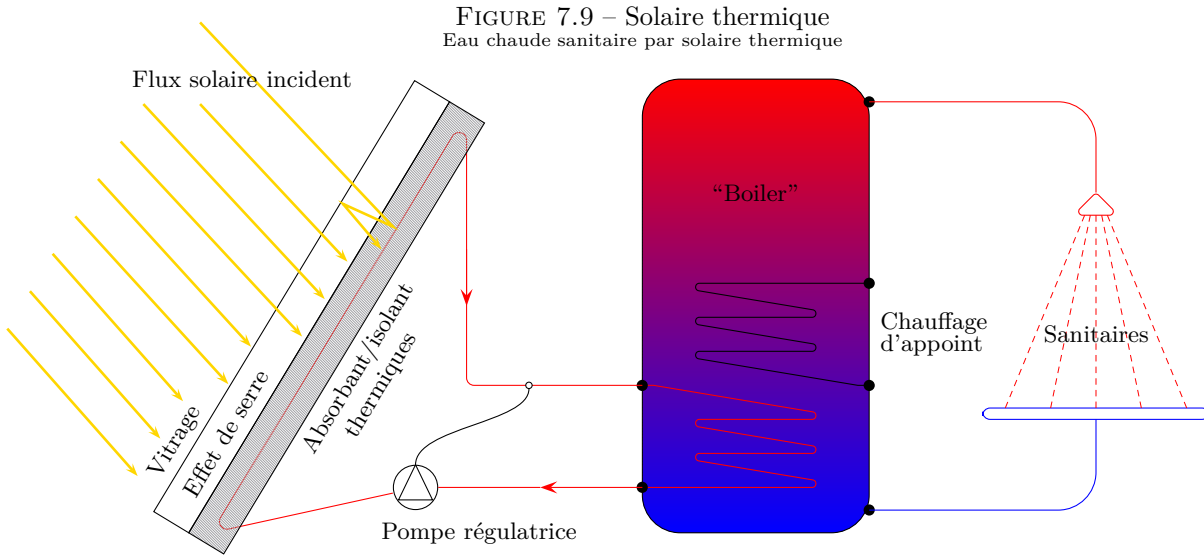 FIGURE 7.9 – Solaire thermique
Eau chaude sanitaire par solaire thermique
Flux solaire incident
“Boiler”
Chauffage
d'appoint
Sanitaires
Vitrage
Effet de serre
Absorbant/isolant
thermiques
Pompe régulatrice